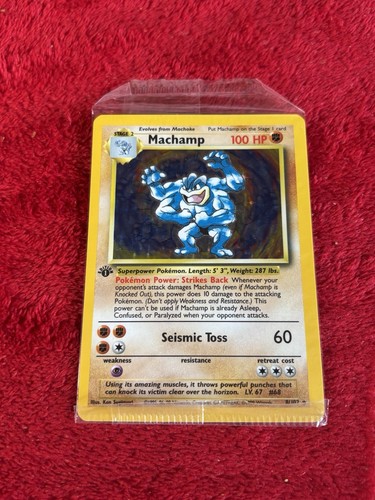 STAGE 2
Evolves from Machoke
Put Machamp on the Stage 1 card
Machamp
100 HP
1
Superpower Pokémon. Length: 5' 3", Weight: 287 lbs.
Pokémon Power: Strikes Back Whenever your
opponent's attack damages Machamp (even if Machamp is
Knocked Out), this power does 10 damage to the attacking
Pokémon. (Don't apply Weakness and Resistance.) This
power can't be used if Machamp is already Asleep,
Confused, or Paralyzed when your opponent attacks.
Seismic Toss 60
weakness resistance retreat cost
Using its amazing muscles, it throws powerful punches that
can knock its victim clear over the horizon. LV. 67 #68
Illus. Ken Sugimori
8/102